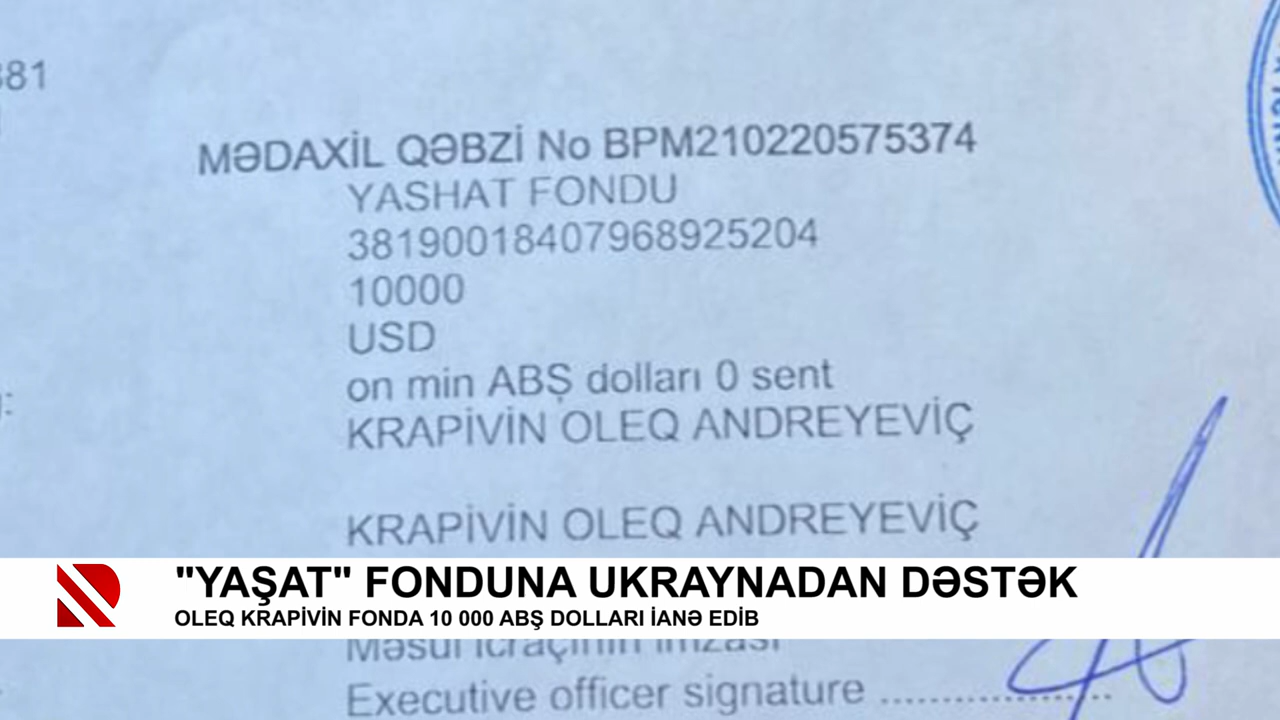 381
MƏDAXİL QƏBZİ No BPM210220575374
YASHAT FONDU
38190018407968925204
10000
USD
on min ABŞ dolları 0 sent
KRAPİVİN OLEQ ANDREYEVİÇ
KRAPİVİN OLEQ ANDREYEVİÇ
"YAŞAT" FONDUNA UKRAYNADAN DƏSTƏK
OLEQ KRAPİVİN FONDA 10 000 ABŞ DOLLARI İANƏ EDİB
Məsul icraçının imzası
Executive officer signature ....................